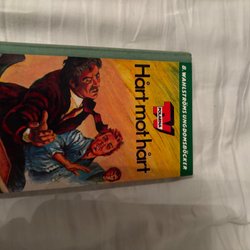 B WAHLSTRÖMS UNGDOMSBÖCKER
Hårt mot hårt